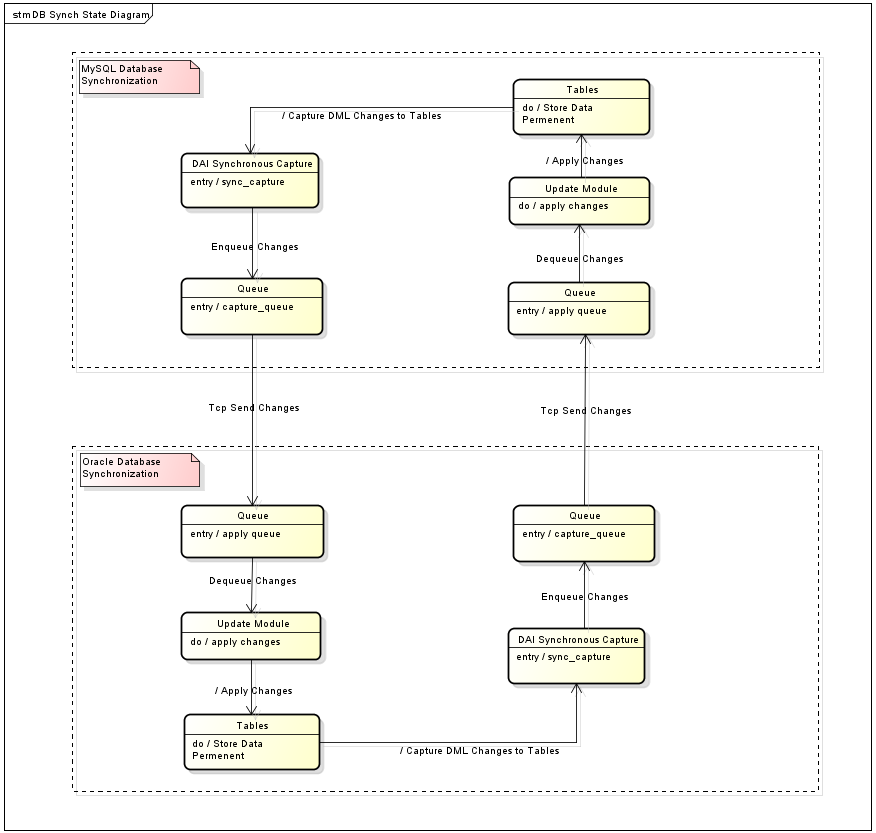 stm DB Synch State Diagram
MySQL Database
Synchronization
Tables
do / Store Data
Permenent
/ Capture DML Changes to Tables
DAI Synchronous Capture
entry / sync_capture
/ Apply Changes
Update Module
do / apply changes
Enqueue Changes
Dequeue Changes
Queue
entry / capture_queue
Queue
entry / apply queue
Tcp Send Changes
Tcp Send Changes
Oracle Database
Synchronization
Queue
entry / apply queue
Queue
entry / capture_queue
Dequeue Changes
Enqueue Changes
Update Module
do / apply changes
DAI Synchronous Capture
entry / sync_capture
/ Apply Changes
Tables
do / Store Data
Permenent
/ Capture DML Changes to Tables